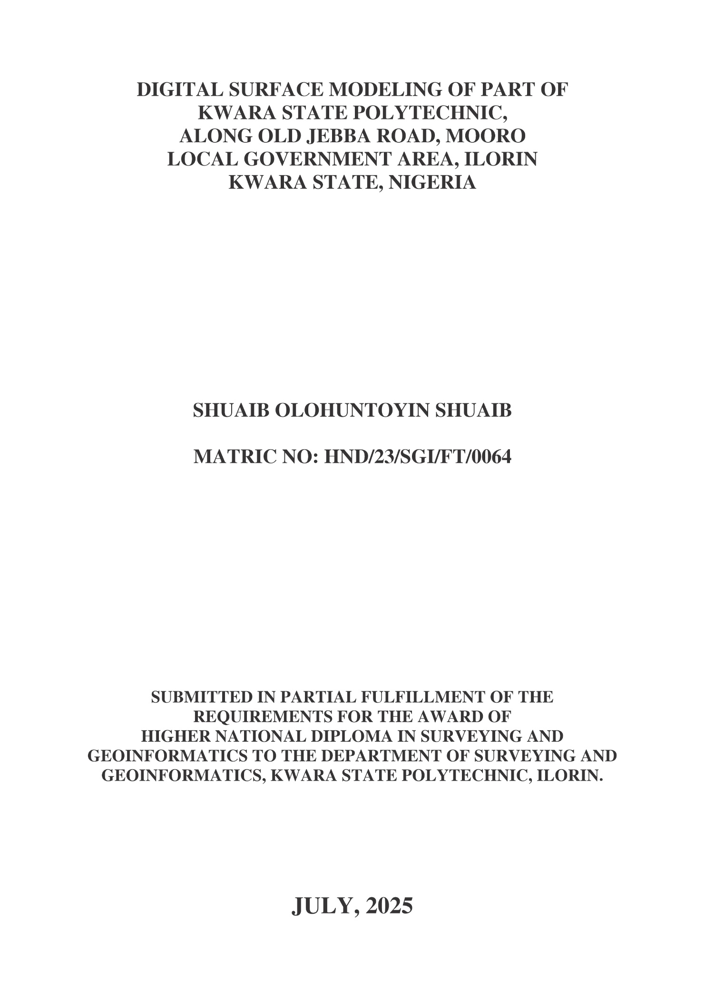 DIGITAL SURFACE MODELING OF PART OF
KWARA STATE POLYTECHNIC,
ALONG OLD JEBBA ROAD, MOORO
LOCAL GOVERNMENT AREA, ILORIN
KWARA STATE, NIGERIA
SHUAIB OLOHUNTOYIN SHUAIB
MATRIC NO: HND/23/SGI/FT/0064
SUBMITTED IN PARTIAL FULFILLMENT OF THE
REQUIREMENTS FOR THE AWARD OF
HIGHER NATIONAL DIPLOMA IN SURVEYING AND
GEOINFORMATICS TO THE DEPARTMENT OF SURVEYING AND
GEOINFORMATICS, KWARA STATE POLYTECHNIC, ILORIN.
JULY, 2025